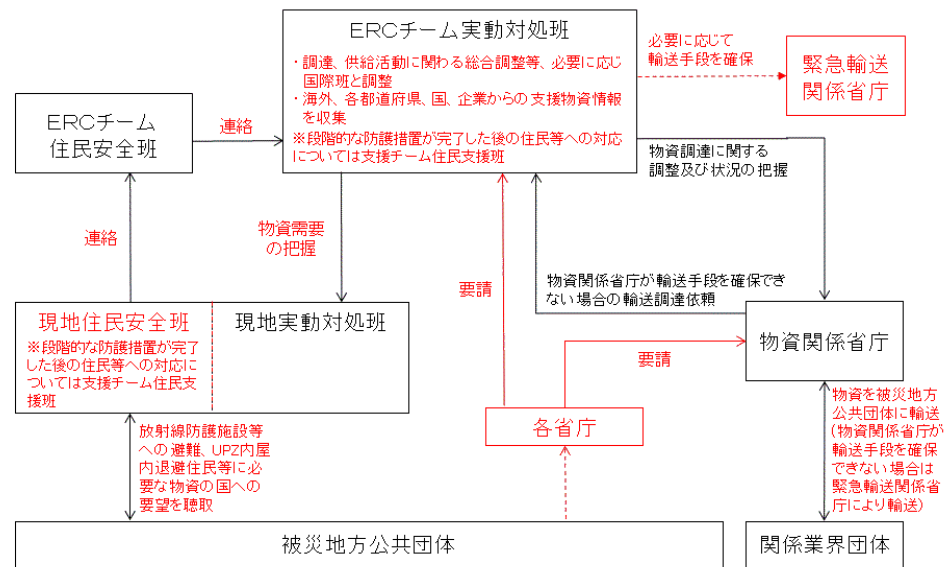 ERCチーム実動対処班
・調達、供給活動に関わる総合調整等、必要に応じ
国際班と調整
・海外、各都道府県、国、企業からの支援物資情報
を収集
※段階的な防護措置が完了した後の住民等への対応
については支援チーム住民支援班
必要に応じて
輸送手段を確保
緊急輸送
関係省庁
ERCチーム
住民安全班
連絡
物資調達に関する
調整及び状況の把握
連絡
物資需要
の把握
要請
物資関係省庁が輸送手段を確保でき
ない場合の輸送調達依頼
現地住民安全班
※段階的な防護措置が完了
した後の住民等への対応に
ついては支援チーム住民支
援班
現地実動対処班
物資関係省庁
要請
各省庁
放射線防護施設等
への避難、UPZ内屋
内退避住民等に必
要な物資の国への
要望を聴取
物資を被災地方
公共団体に輸送
(物資関係省庁が
輸送手段を確保
できない場合は
緊急輸送関係省
庁により輸送)
被災地方公共団体
関係業界団体